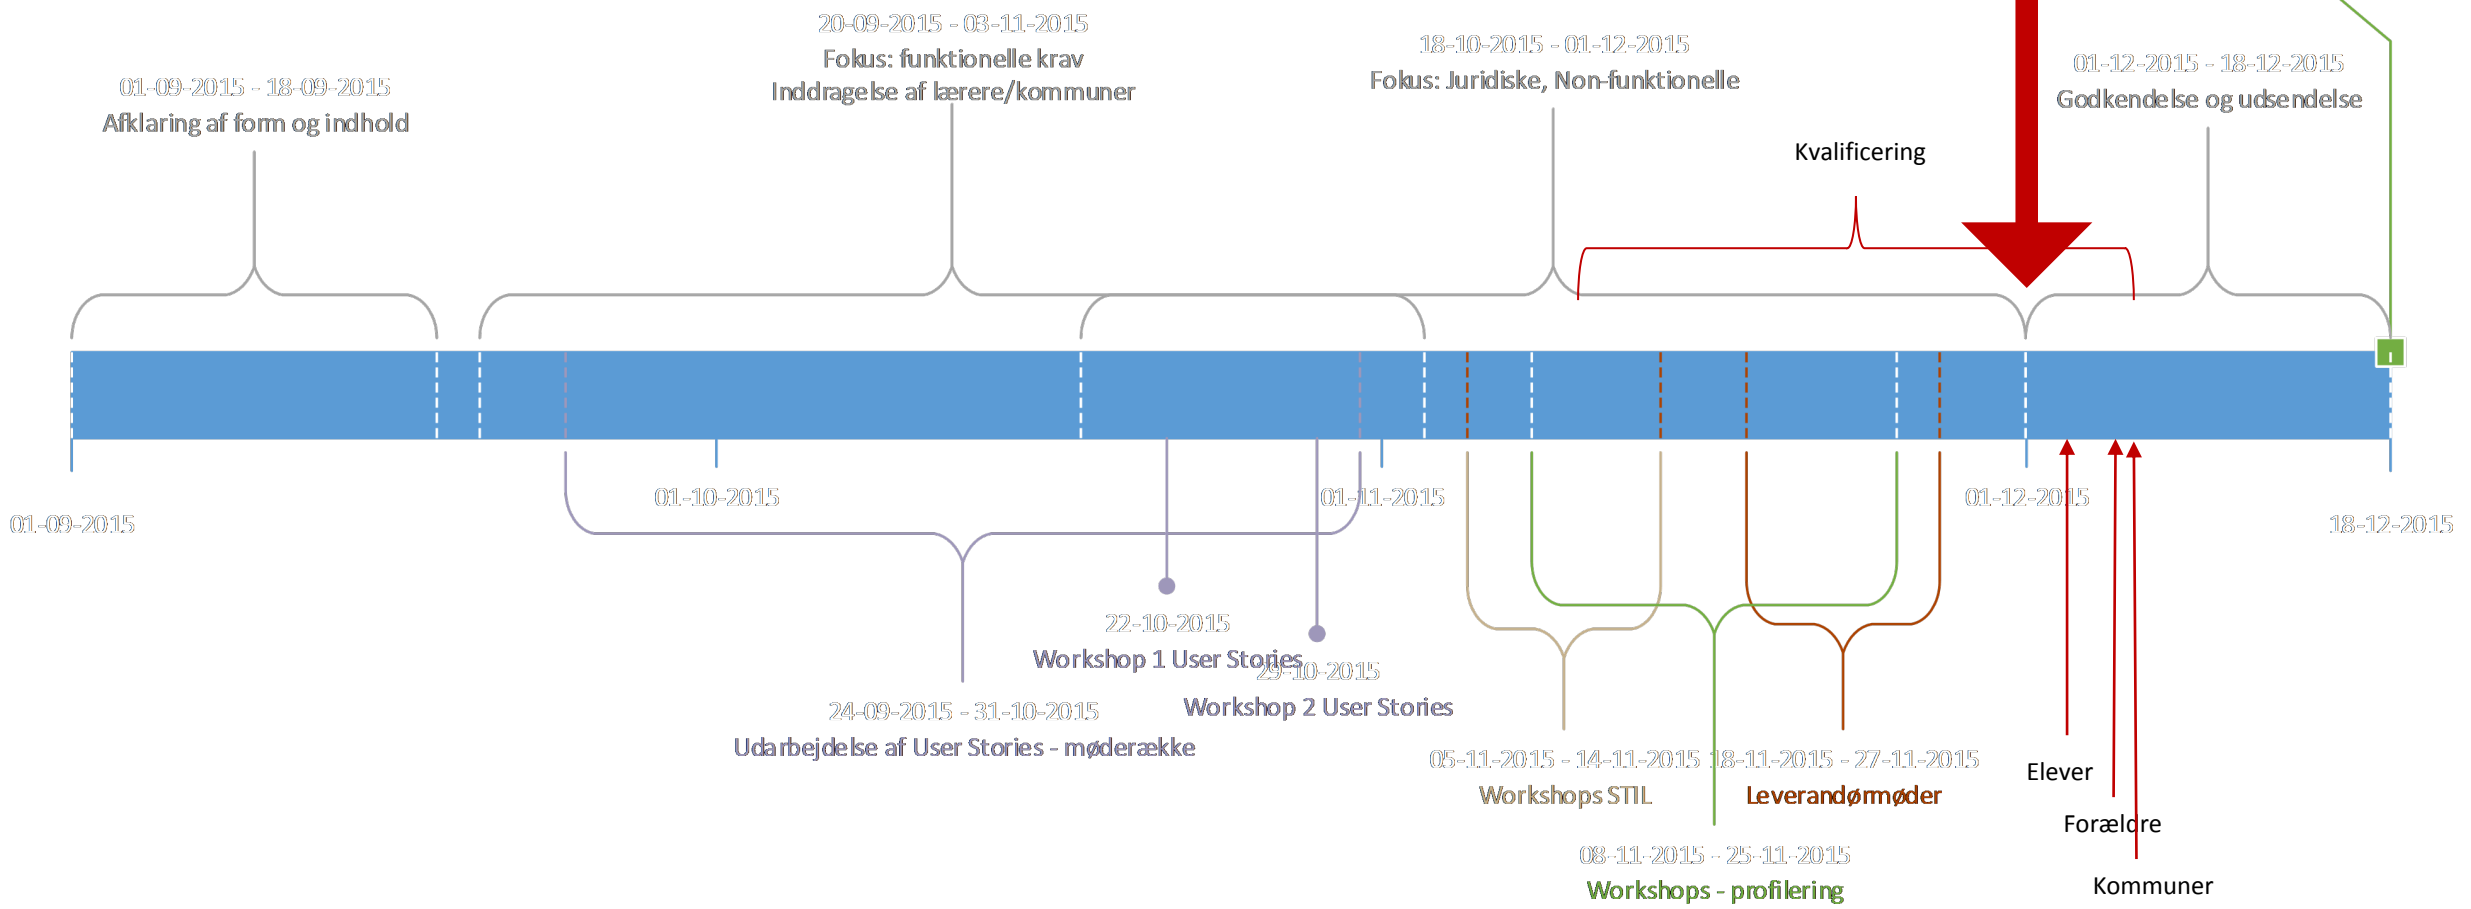 20-09-2015 - 03-11-2015
Fokus: funktionelle krav
Inddragelse af lærere/kommuner
18-10-2015 - 01-12-2015
Fokus: Juridiske, Non-funktionelle
01-12-2015 - 18-12-2015
Godkendelse og udsendelse
01-09-2015 - 18-09-2015
Afklaring af form og indhold
Kvalificering
01-09-2015
01-10-2015
01-11-2015
01-12-2015
18-12-2015
22-10-2015
Workshop 1 User Stories
29-10-2015
Workshop 2 User Stories
24-09-2015 - 31-10-2015
Udarbejdelse af User Stories - møderække
05-11-2015 - 14-11-2015
Workshops STIL
18-11-2015 - 27-11-2015
Leverandørmøder
08-11-2015 - 25-11-2015
Workshops - profilering
Elever
Forældre
Kommuner